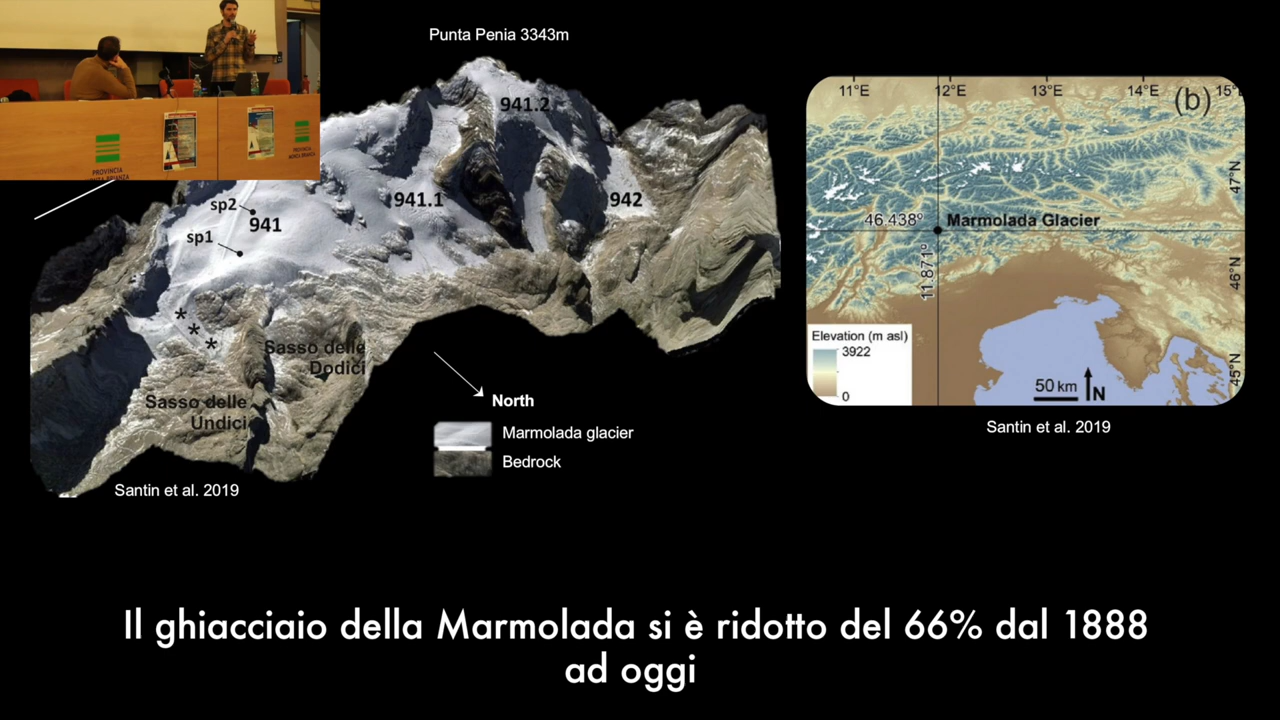 PROVINCIA
Punta Penia 3343m
941.2
941.1
942
sp2
941
sp1
*
*
*
Sasso delle
Dodici
Sasso delle
Undici
North
Marmolada glacier
Bedrock
Santin et al. 2019
11°E
12°E
13°E
14°E
15°
(b)
47°N
46.438°
Marmolada Glacier
11.871°
46°N
Elevation (m asl)
3922
0
45°N
50 km
N
Santin et al. 2019
Il ghiacciaio della Marmolada si è ridotto del 66% dal 1888
ad oggi